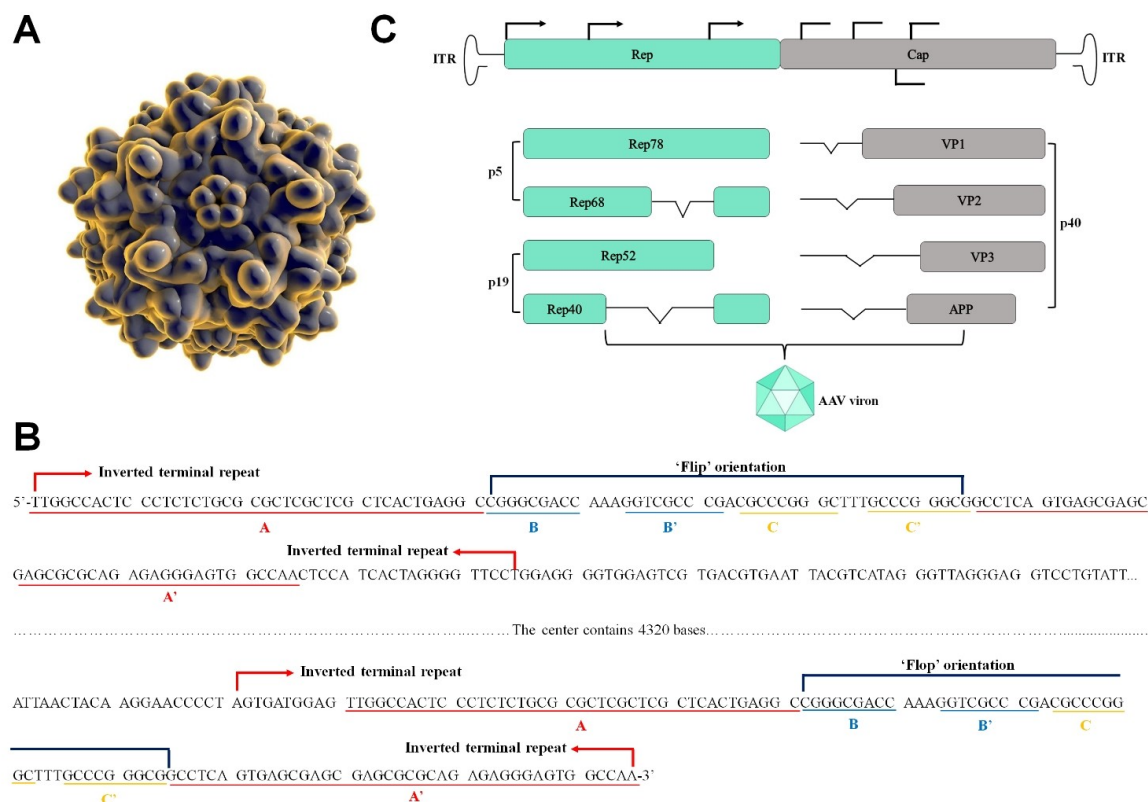 A
C
ITR
Rep
Cap
ITR
p5
Rep78
VP1
Rep68
VP2
p40
p19
Rep52
VP3
Rep40
APP
AAV viron
B
Inverted terminal repeat
'Flip' orientation
5'-TTGGCCACTC CCTCTCTGCG CGCTCGCTCG CTCACTGAGG CCGGGCGACC AAAGGTCGCC CGACGCCCGG GCTTTGCCCG GGCGGCCTCA GTGAGCGAGC
A B B' C C'
Inverted terminal repeat
GAGCGCGCAG AGAGGGAGTG GCCAACTCCA TCACTAGGGG TTCCTGGAGG GGTGGAGTCG TGACGTGAAT TACGTCATAG GGTTAGGGAG GTCCTGTATT...
A'
The center contains 4320 bases
Inverted terminal repeat
'Flop' orientation
ATTAACTACA AGGAACCCCT AGTGATGGAG TTGGCCACTC CCTCTCTGCG CGCTCGCTCG CTCACTGAGG CCGGGCGACC AAAGGTCGCC CGACGCCCGG
A B B' C
Inverted terminal repeat
GCTTTGCCCG GGCGGCCTCA GTGAGCGAGC GAGCGCGCAG AGAGGGAGTG GCCAA-3'
C' A'